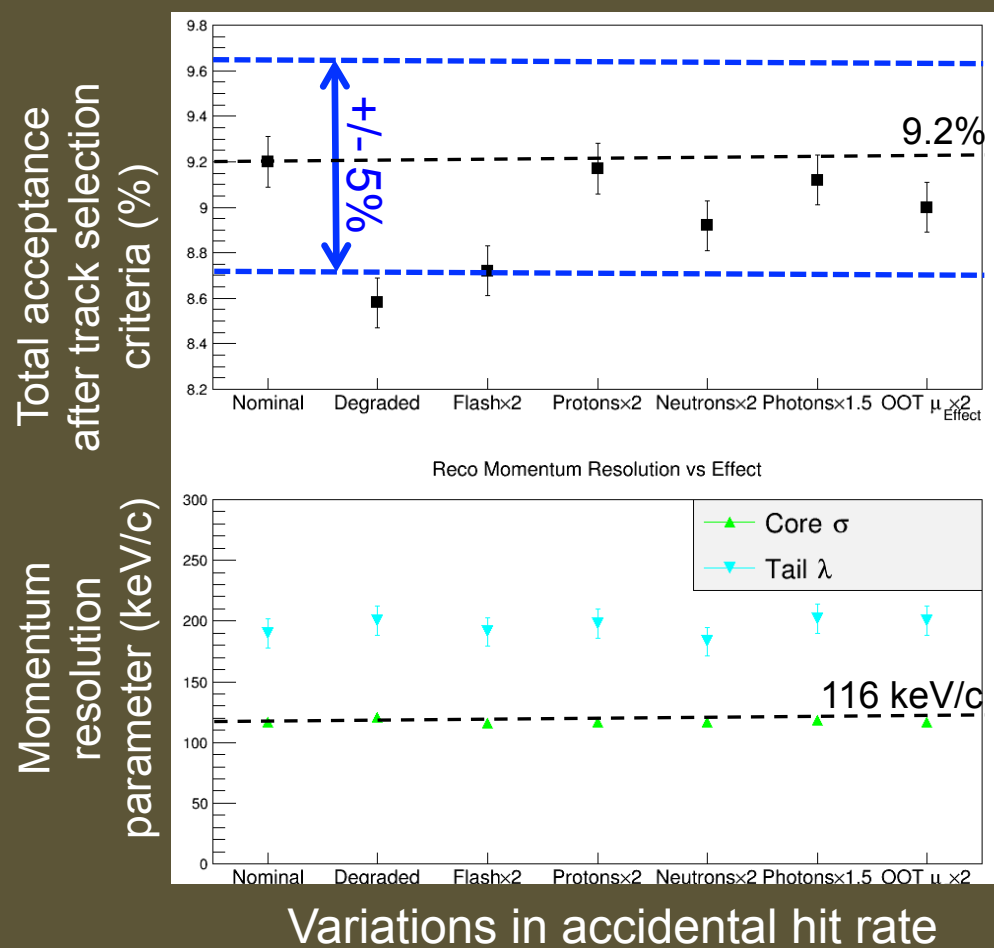 Total acceptance
after track selection
criteria (%)
9.8
9.6
9.4
9.2
9
8.8
8.6
8.4
8.2
+/- 5%
9.2%
Nominal Degraded Flash×2 Protons×2 Neutrons×2 Photons×1.5 OOT μ ×2
Effect
Reco Momentum Resolution vs Effect
Momentum
resolution
parameter (keV/c)
300
250
200
150
100
50
0
Core σ
Tail λ
116 keV/c
Nominal Degraded Flash×2 Protons×2 Neutrons×2 Photons×1.5 OOT μ ×2
Variations in accidental hit rate